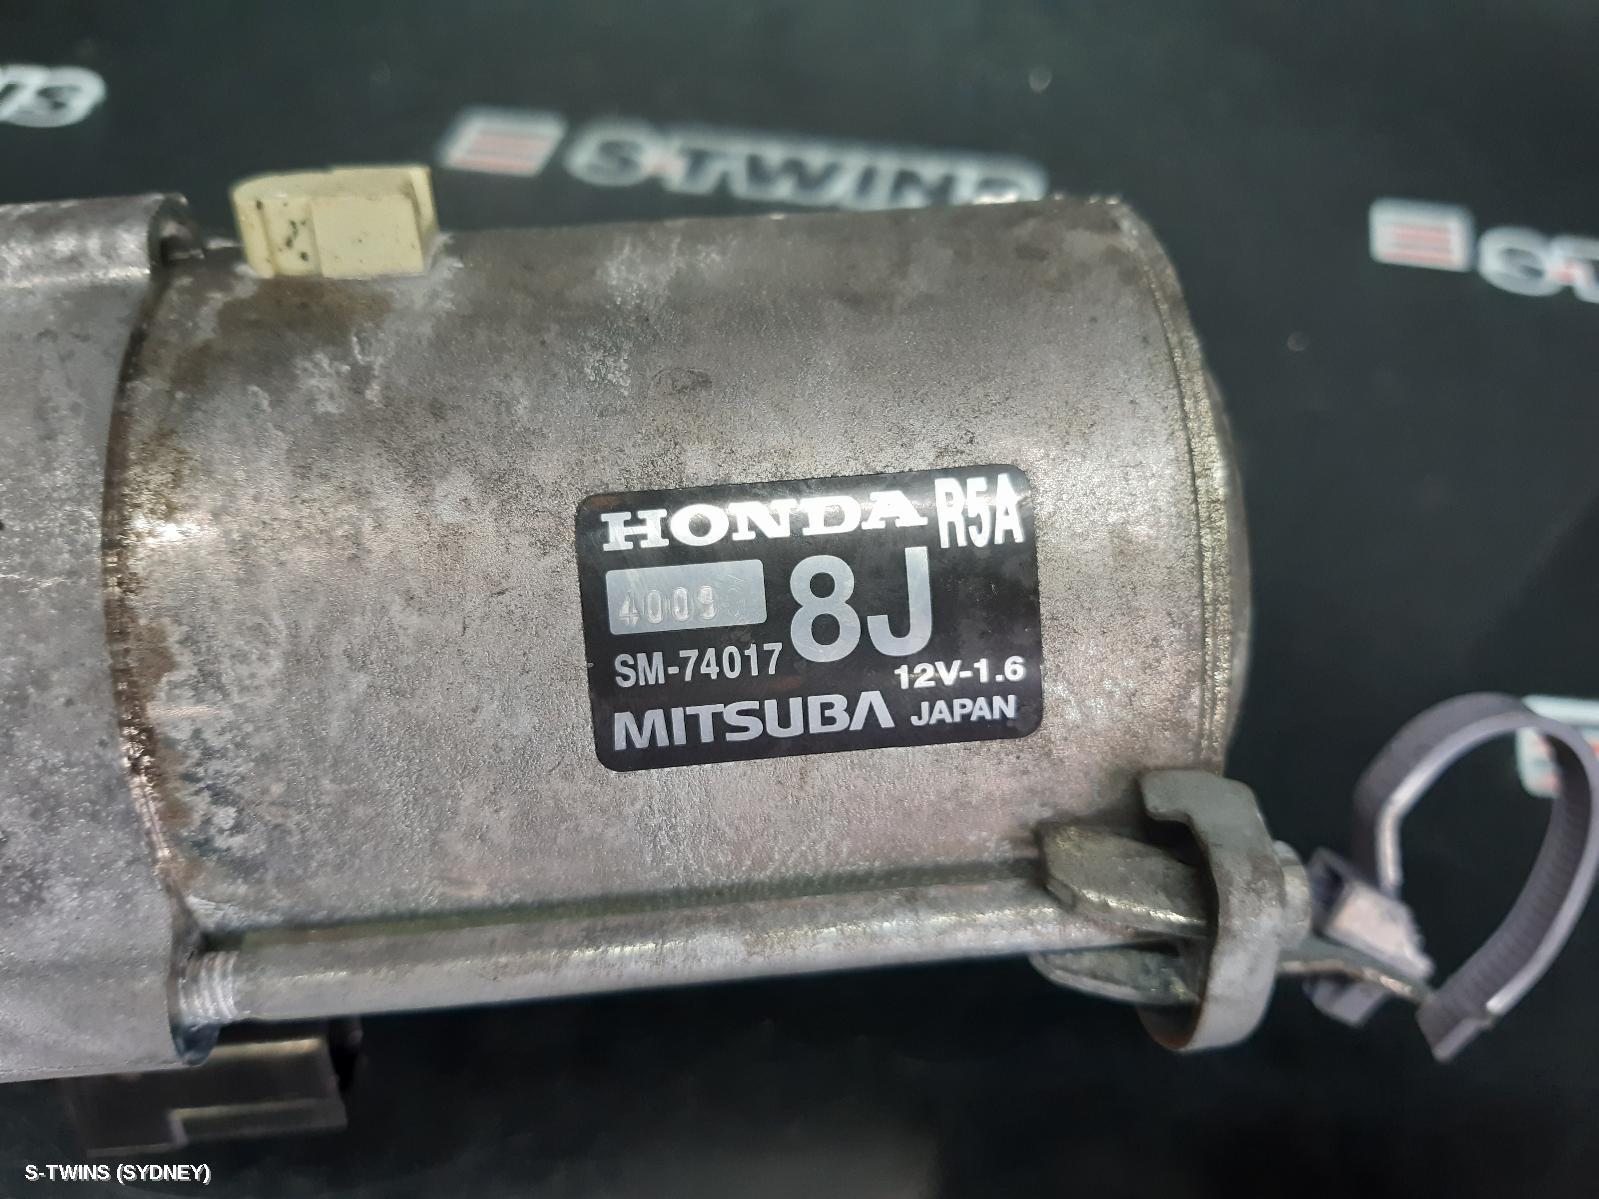 S-TWINS
S-T
HONDA R5A
4009
8J
SM-74017
12V-1.6
MITSUBA JAPAN
S-TWINS (SYDNEY)